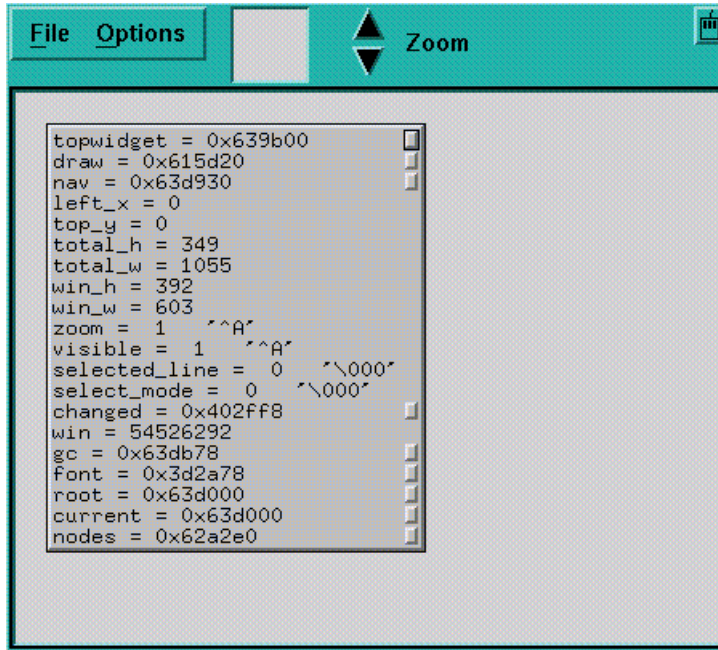 File Options
Zoom
topwidget = 0x639b00
draw = 0x615d20
nav = 0x63d930
left_x = 0
top_y = 0
total_h = 349
total_w = 1055
win_h = 392
win_w = 603
zoom =  1   "^A"
visible =  1   "^A"
selected_line =  0   "\000"
select_mode =  0   "\000"
changed = 0x402ff8
win = 54526292
gc = 0x63db78
font = 0x3d2a78
root = 0x63d000
current = 0x63d000
nodes = 0x62a2e0